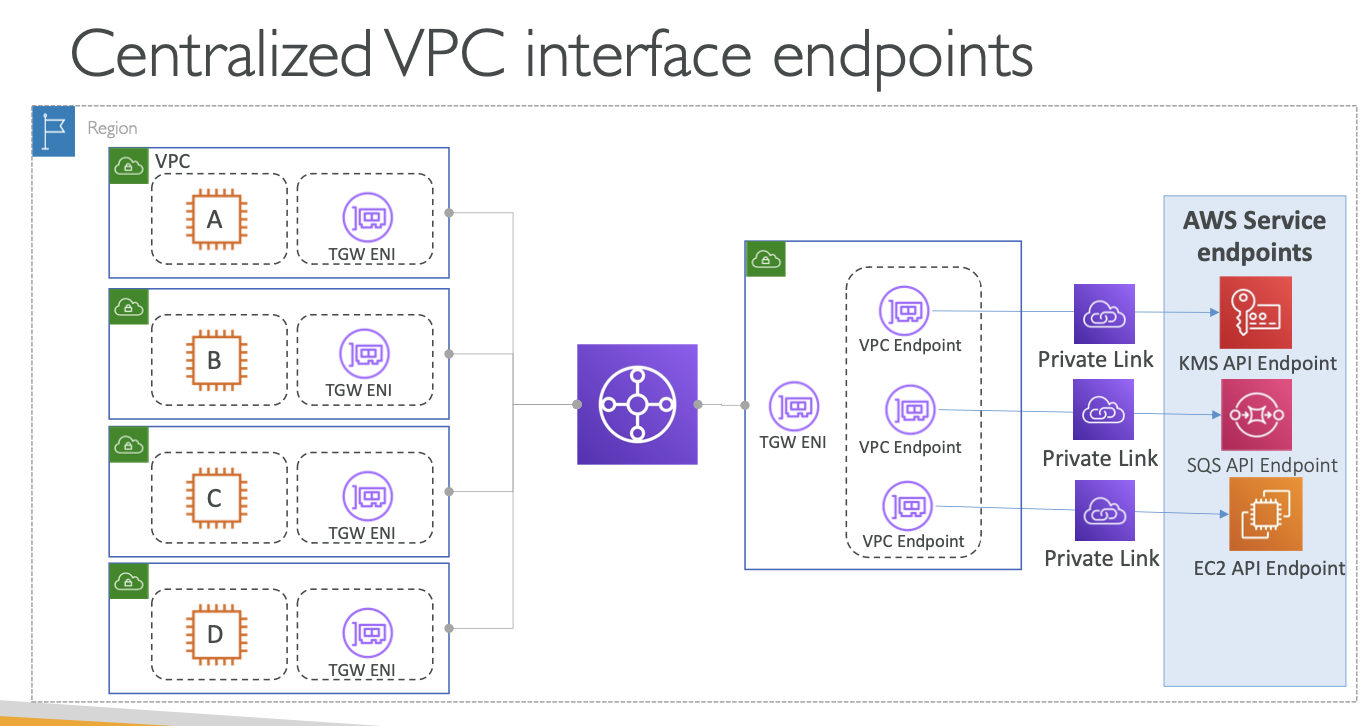 Centralized VPC interface endpoints
Region
VPC
A
TGW ENI
B
TGW ENI
C
TGW ENI
D
TGW ENI
TGW ENI
VPC Endpoint
VPC Endpoint
VPC Endpoint
Private Link
Private Link
Private Link
AWS Service
endpoints
KMS API Endpoint
SQS API Endpoint
EC2 API Endpoint